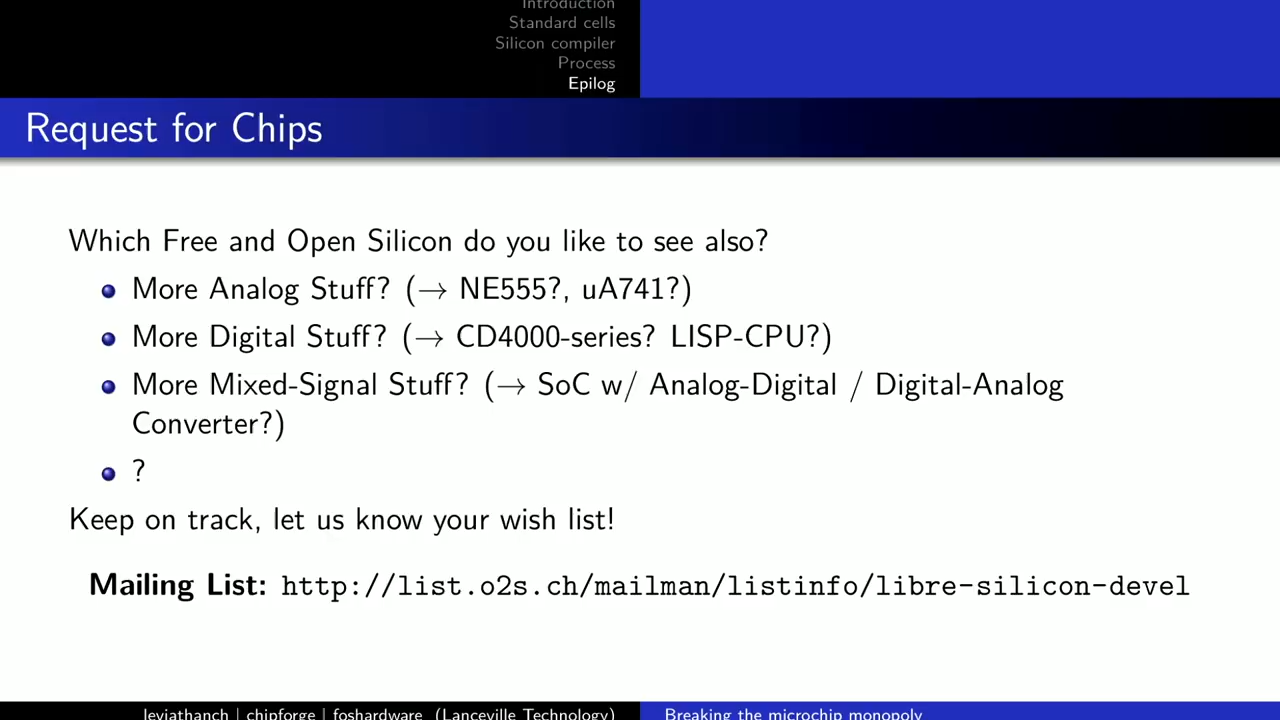 Introduction
Standard cells
Silicon compiler
Process
Epilog
Request for Chips
Which Free and Open Silicon do you like to see also?
More Analog Stuff? (→ NE555?, uA741?)
More Digital Stuff? (→ CD4000-series? LISP-CPU?)
More Mixed-Signal Stuff? (→ SoC w/ Analog-Digital / Digital-Analog
Converter?)
?
Keep on track, let us know your wish list!
Mailing List: http://list.o2s.ch/mailman/listinfo/libre-silicon-devel
leviathanch | chipforge | foshardware (Lanceville Technology)
Breaking the microchip monopoly